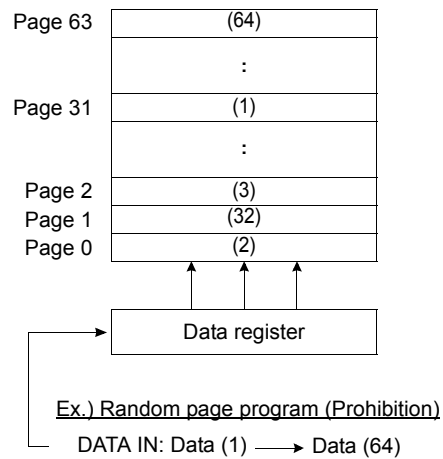 Page 63 (64)
:
Page 31 (1)
:
Page 2 (3)
Page 1 (32)
Page 0 (2)
Data register
Ex.) Random page program (Prohibition)
DATA IN: Data (1) Data (64)